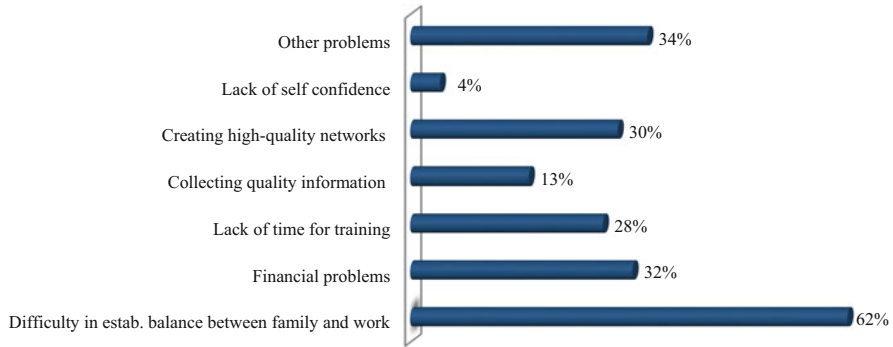 Other problems 34%
Lack of self confidence 4%
Creating high-quality networks 30%
Collecting quality information 13%
Lack of time for training 28%
Financial problems 32%
Difficulty in estab. balance between family and work 62%